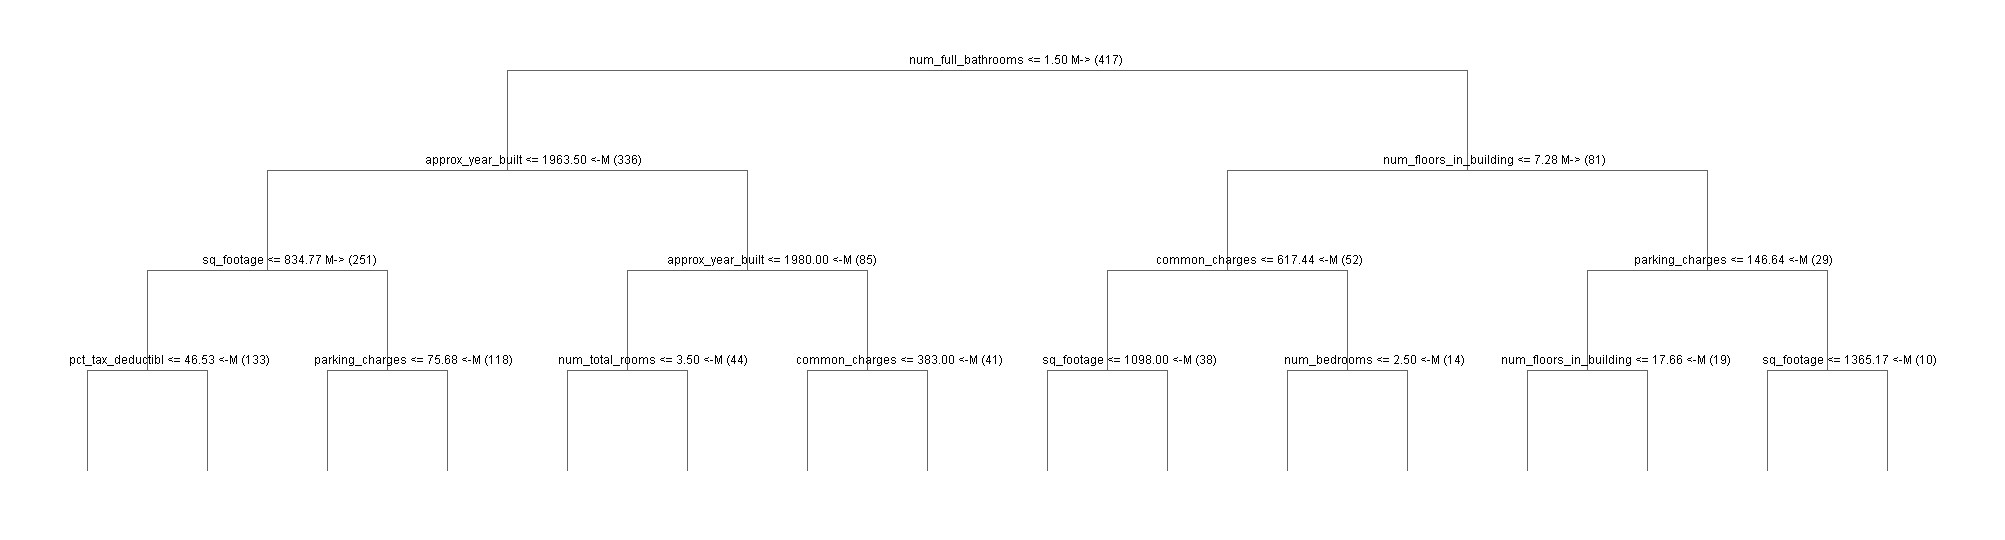 num_full_bathrooms <= 1.50 M-> (417)
approx_year_built <= 1963.50 <-M (336)
num_floors_in_building <= 7.28 M-> (81)
sq_footage <= 834.77 M-> (251)
approx_year_built <= 1980.00 <-M (85)
common_charges <= 617.44 <-M (52)
parking_charges <= 146.64 <-M (29)
pct_tax_deductibl <= 46.53 <-M (133)
parking_charges <= 75.68 <-M (118)
num_total_rooms <= 3.50 <-M (44)
common_charges <= 383.00 <-M (41)
sq_footage <= 1098.00 <-M (38)
num_bedrooms <= 2.50 <-M (14)
num_floors_in_building <= 17.66 <-M (19)
sq_footage <= 1365.17 <-M (10)